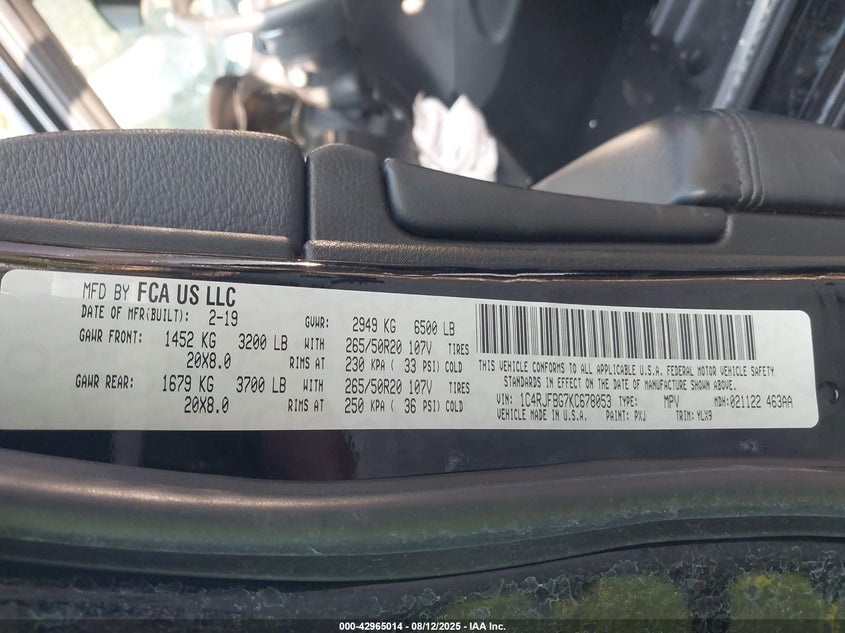 MFD BY FCA US LLC
DATE OF MFR(BUILT): 2-19 GVWR: 2949 KG 6500 LB
GAWR FRONT: 1452 KG 3200 LB WITH 265/50R20 107V TIRES
20X8.0 RIMS AT 230 KPA ( 33 PSI) COLD
GAWR REAR: 1679 KG 3700 LB WITH 265/50R20 107V TIRES
20X8.0 RIMS AT 250 KPA ( 36 PSI) COLD
THIS VEHICLE CONFORMS TO ALL APPLICABLE U.S.A. FEDERAL MOTOR VEHICLE SAFETY
STANDARDS IN EFFECT ON THE DATE OF MANUFACTURE SHOWN ABOVE.
VIN: 1C4RJFBG7KC678053 TYPE: MPV MDH:021122 463AA
VEHICLE MADE IN U.S.A. PAINT: PXJ TRIM: YLX9
000-42965014 - 08/12/2025 - IAA Inc.